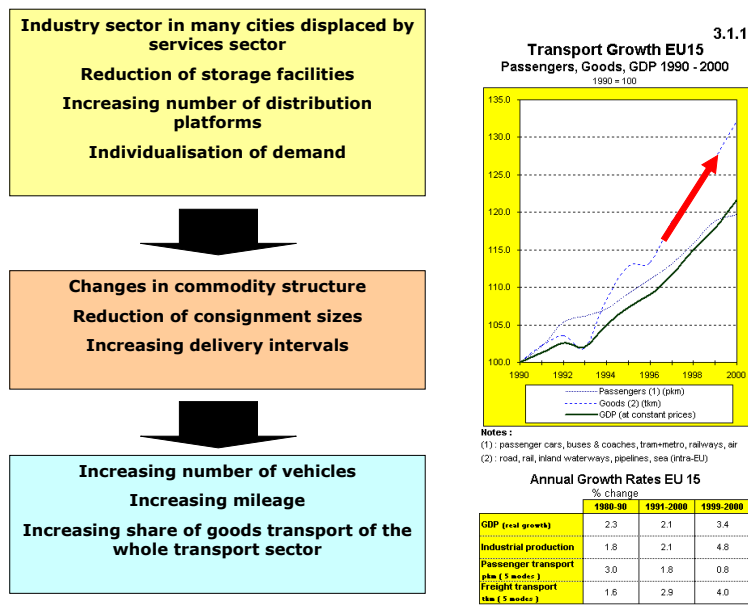 Industry sector in many cities displaced by
services sector
Reduction of storage facilities
Increasing number of distribution
platforms
Individualisation of demand
Changes in commodity structure
Reduction of consignment sizes
Increasing delivery intervals
Increasing number of vehicles
Increasing mileage
Increasing share of goods transport of the
whole transport sector
3.1.1
Transport Growth EU15
Passengers, Goods, GDP 1990 - 2000
1990 = 100
135.0
130.0
125.0
120.0
115.0
110.0
105.0
100.0
1990 1992 1994 1996 1998 2000
Passengers (1) (pkm)
Goods (2) (tkm)
GDP (at constant prices)
Notes :
(1) : passenger cars, buses & coaches, tram+metro, railways, air
(2) : road, rail, inland waterways, pipelines, sea (intra-EU)
Annual Growth Rates EU 15
% change
1980-90 1991-2000 1999-2000
GDP (real growth) 2.3 2.1 3.4
Industrial production 1.8 2.1 4.8
Passenger transport
pkm ( 5 modes ) 3.0 1.8 0.8
Freight transport
tkm ( 5 modes ) 1.6 2.9 4.0